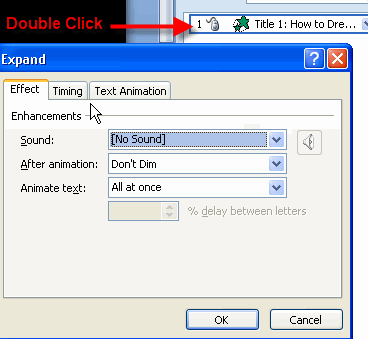 Double Click
1 Title 1: How to Dre...
Expand
Effect Timing Text Animation
Enhancements
Sound: [No Sound]
After animation: Don't Dim
Animate text: All at once
% delay between letters
OK Cancel